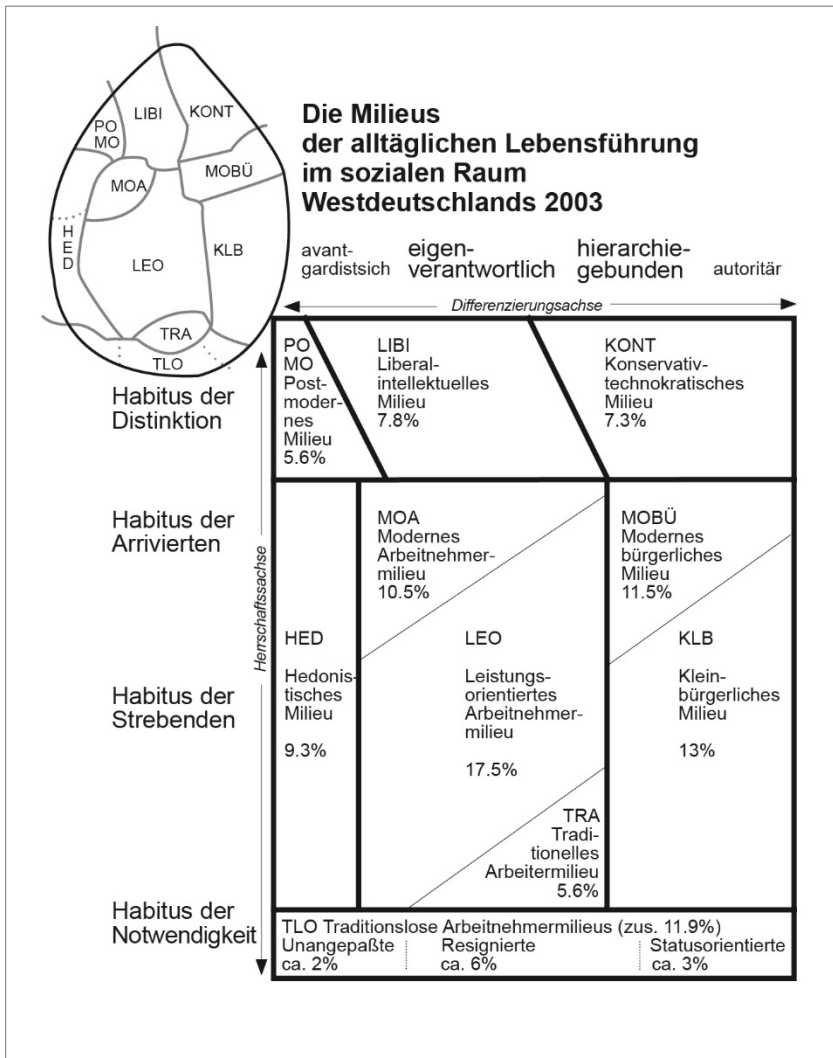 LIBI
KONT
PO
MO
MOBÜ
MOA
H
E
D
KLB
LEO
TRA
TLO
Die Milieus
der alltäglichen Lebensführung
im sozialen Raum
Westdeutschlands 2003
avant-
gardistsich
eigen-
verantwortlich
hierarchie-
gebunden
autoritär
Differenzierungsachse
Herrschaftssachse
Habitus der
Distinktion
PO
MO
Post-
moder-
nes
Milieu
5.6%
LIBI
Liberal-
intellektuelles
Milieu
7.8%
KONT
Konservativ-
technokratisches
Milieu
7.3%
Habitus der
Arrivierten
MOA
Modernes
Arbeitnehmer-
milieu
10.5%
MOBÜ
Modernes
bürgerliches
Milieu
11.5%
Habitus der
Strebenden
HED
Hedonis-
tisches
Milieu
9.3%
LEO
Leistungs-
orientiertes
Arbeitnehmer-
milieu
17.5%
KLB
Klein-
bürgerliches
Milieu
13%
TRA
Tradi-
tionelles
Arbeitermilieu
5.6%
Habitus der
Notwendigkeit
TLO Traditionslose Arbeitnehmermilieus (zus. 11.9%)
Unangepaßte
ca. 2%
Resignierte
ca. 6%
Statusorientierte
ca. 3%